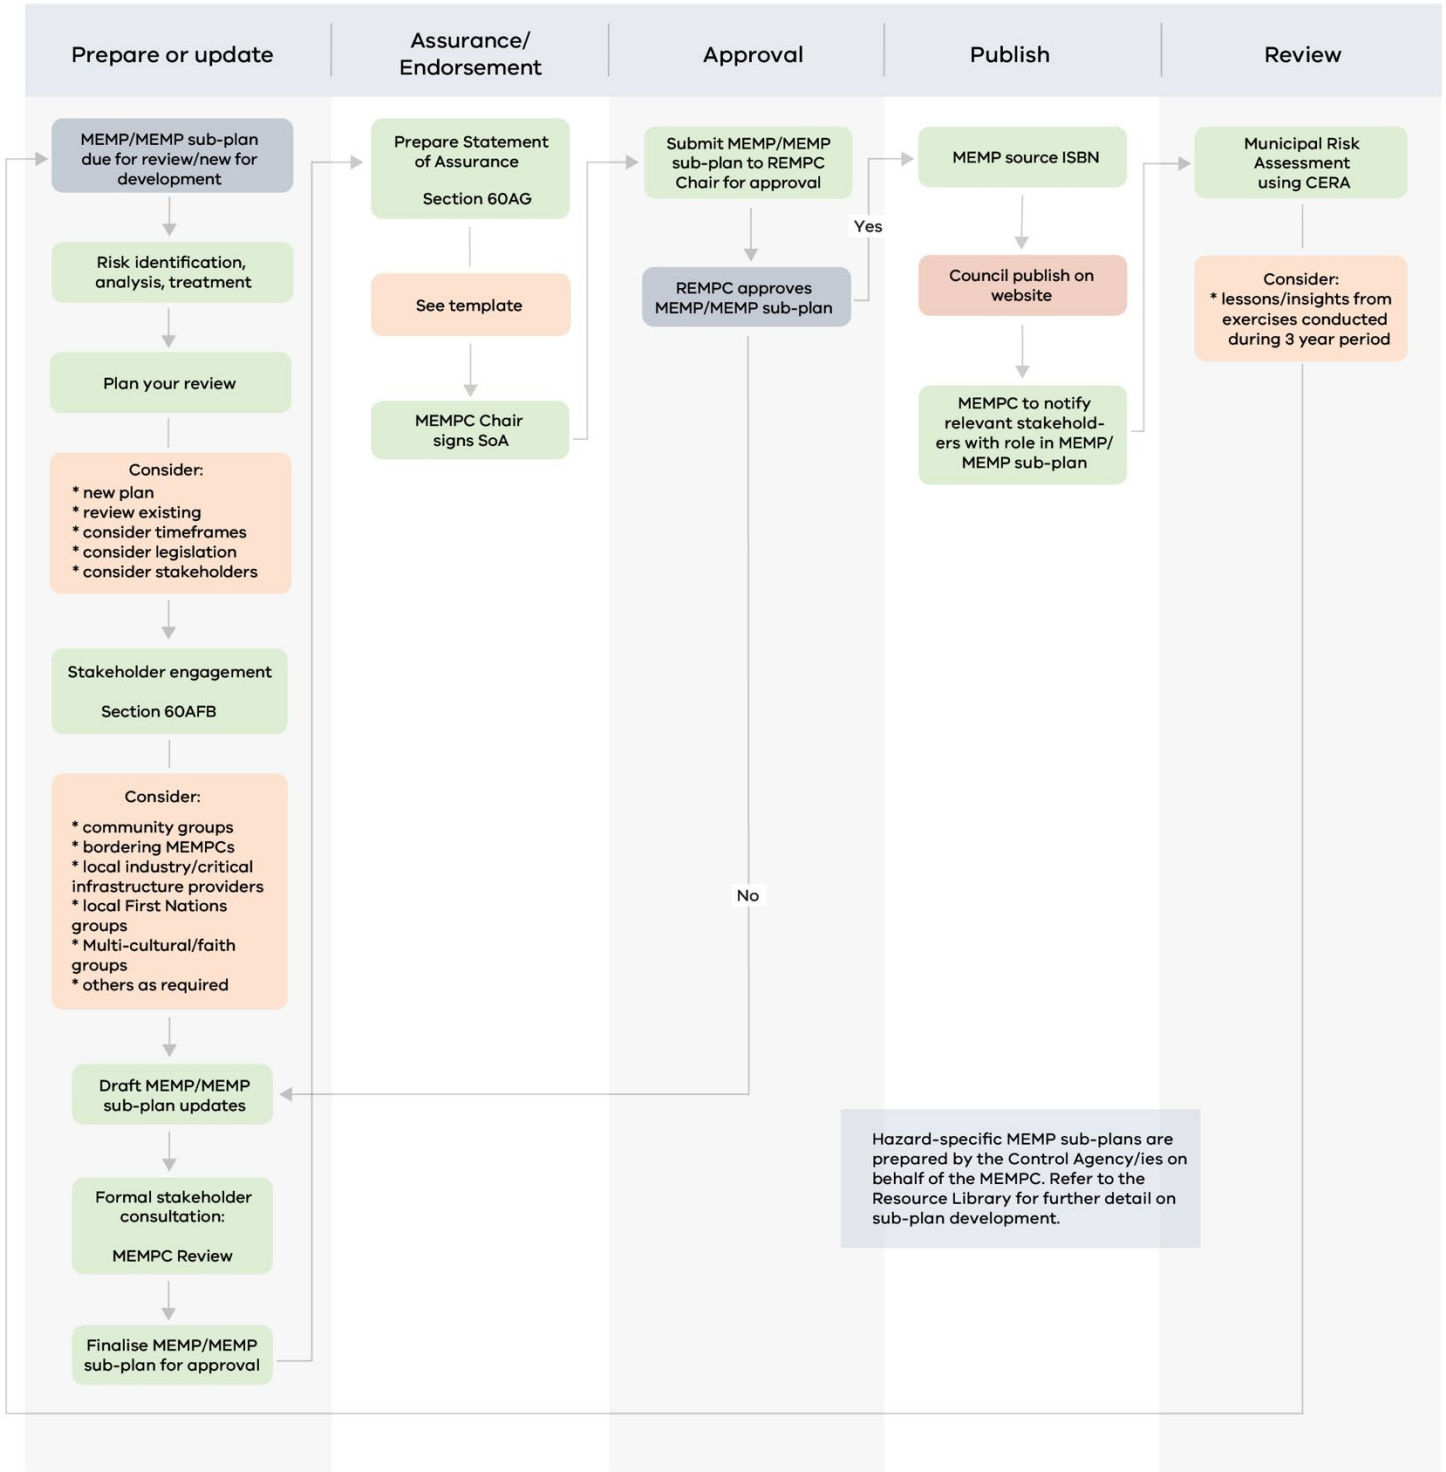 Prepare or update
Assurance/
Endorsement
Approval
Publish
Review
MEMP/MEMP sub-plan
due for review/new for
development
Risk identification,
analysis, treatment
Plan your review
Consider:
* new plan
* review existing
* consider timeframes
* consider legislation
* consider stakeholders
Stakeholder engagement
Section 60AFB
Consider:
* community groups
* bordering MEMPCs
* local industry/critical
infrastructure providers
* local First Nations
groups
* Multi-cultural/faith
groups
* others as required
Draft MEMP/MEMP
sub-plan updates
Formal stakeholder
consultation:
MEMPC Review
Finalise MEMP/MEMP
sub-plan for approval
Prepare Statement
of Assurance
Section 60AG
See template
MEMPC Chair
signs SoA
Submit MEMP/MEMP
sub-plan to REMPC
Chair for approval
REMPC approves
MEMP/MEMP sub-plan
Yes
No
MEMP source ISBN
Council publish on
website
MEMPC to notify
relevant stakehold-
ers with role in MEMP/
MEMP sub-plan
Municipal Risk
Assessment
using CERA
Consider:
* lessons/insights from
exercises conducted
during 3 year period
Hazard-specific MEMP sub-plans are
prepared by the Control Agency/ies on
behalf of the MEMPC. Refer to the
Resource Library for further detail on
sub-plan development.